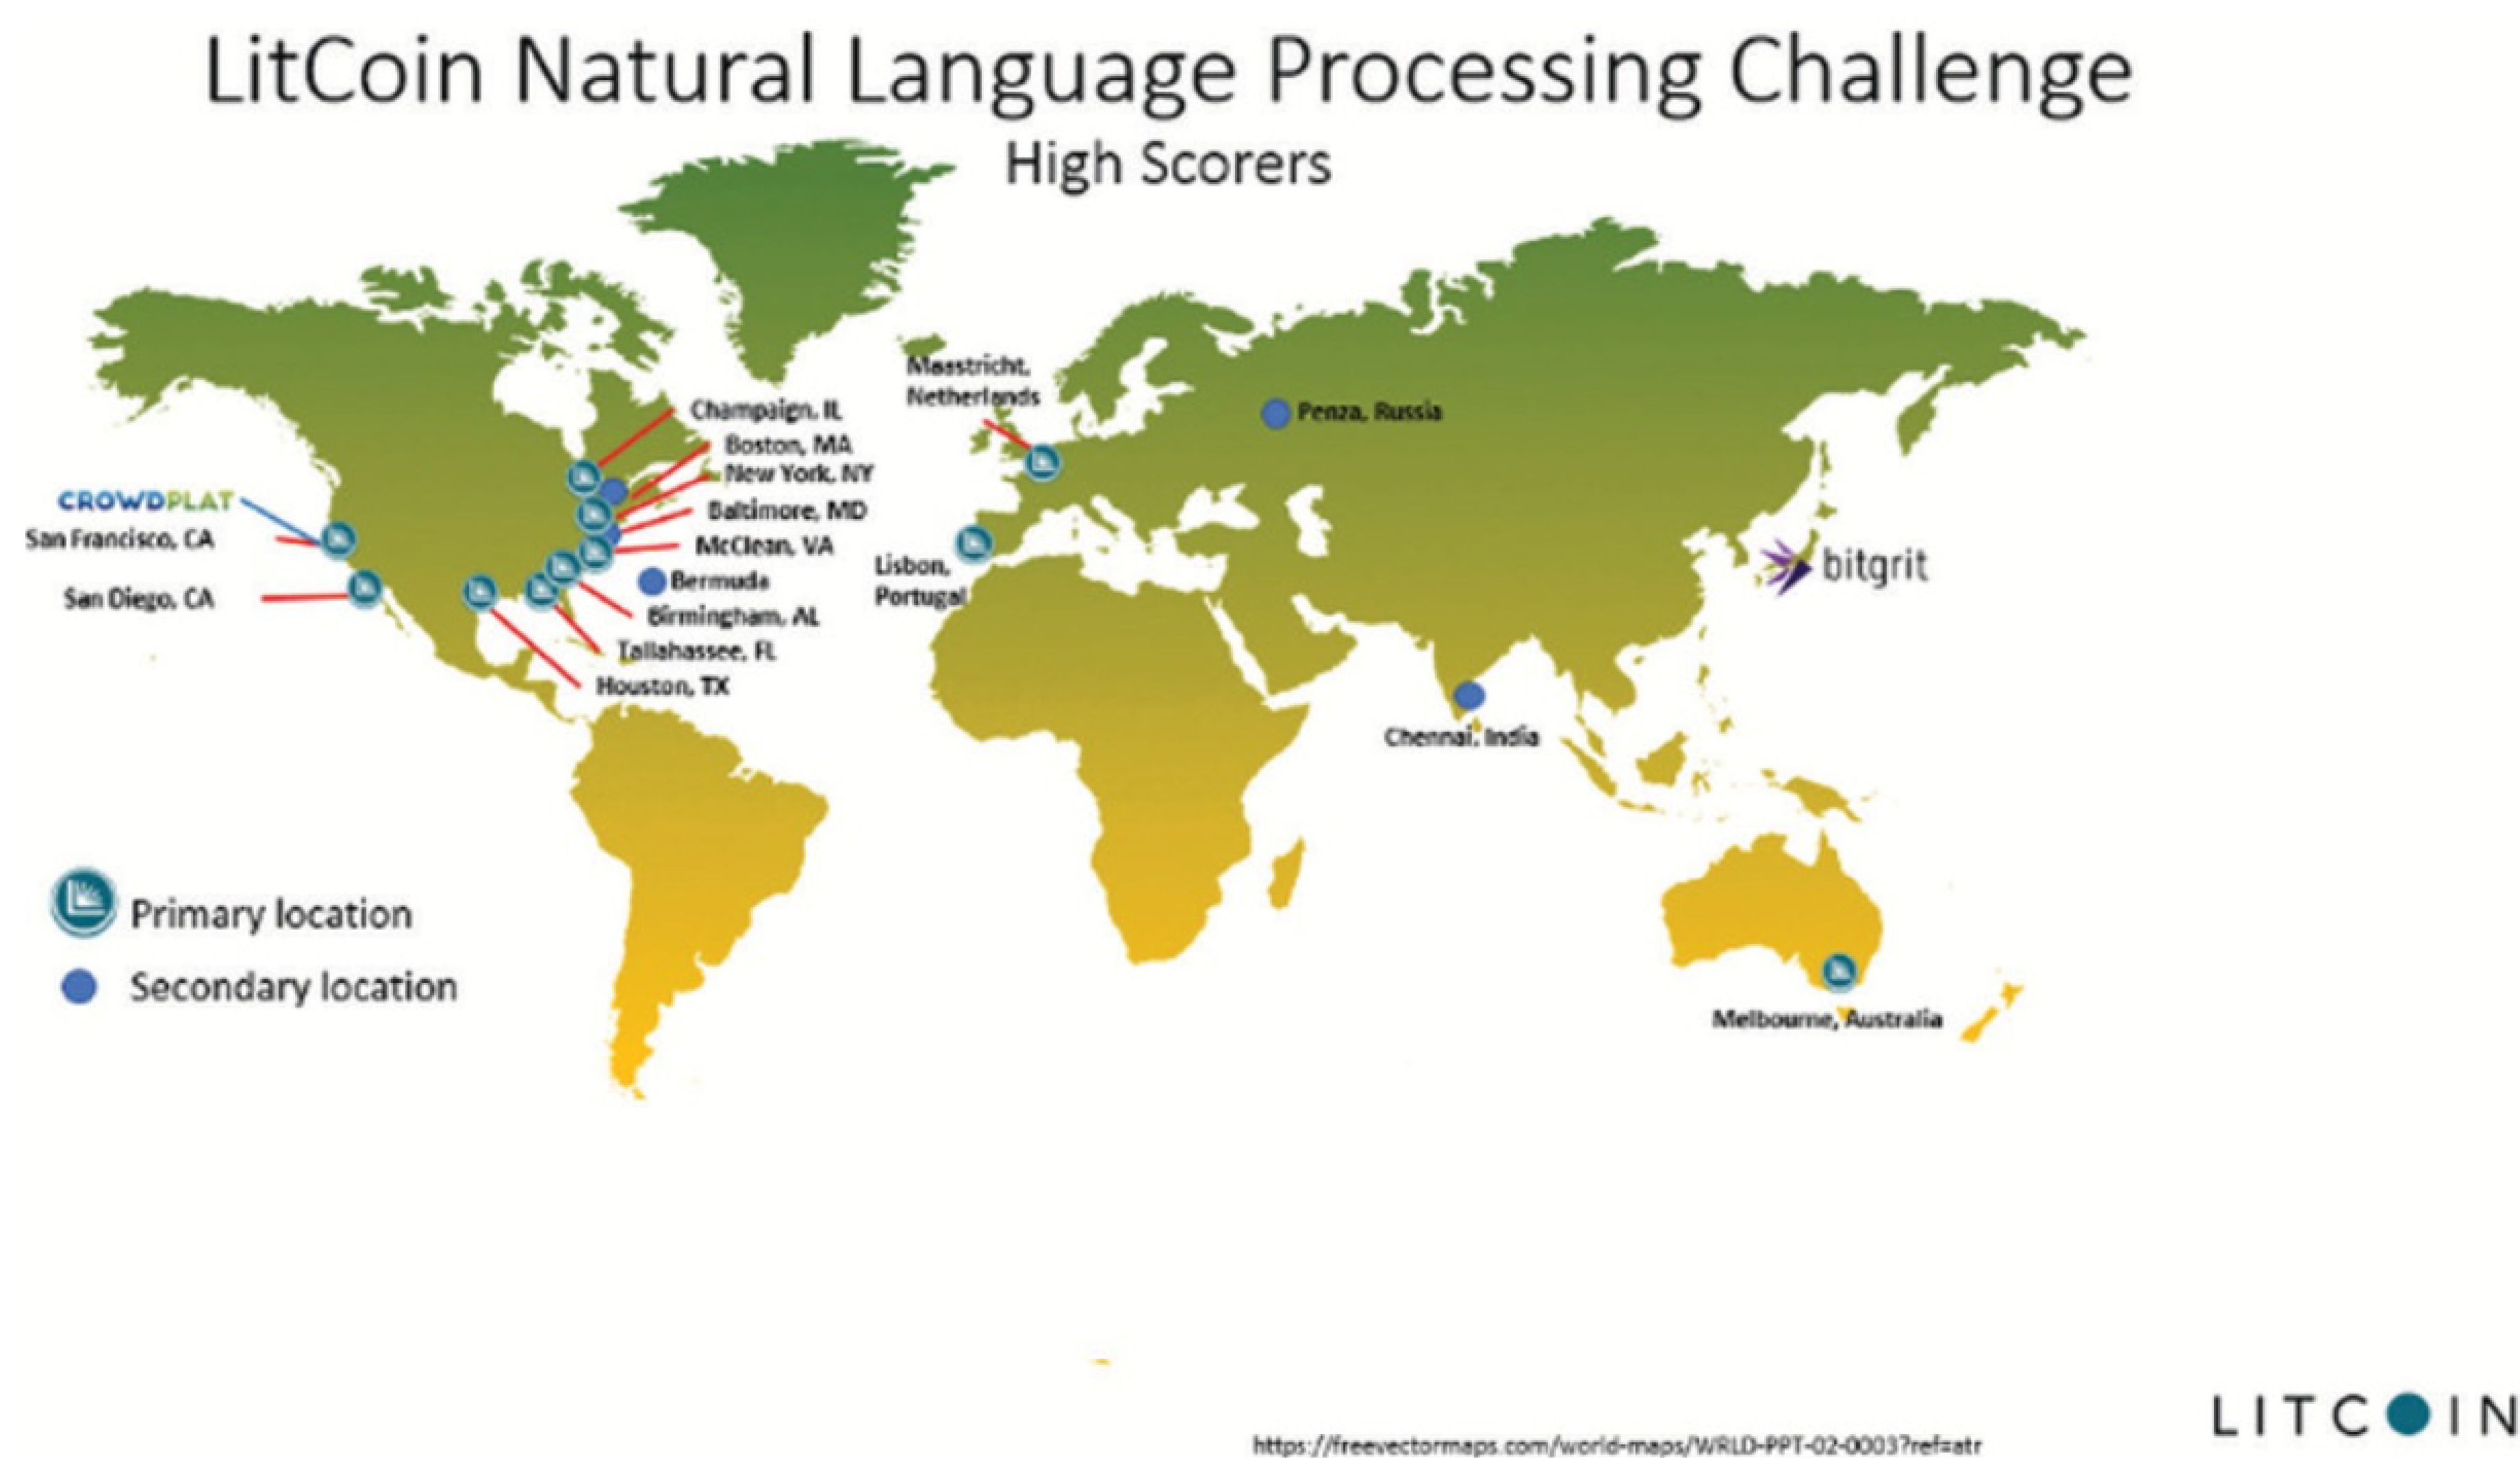 LitCoin Natural Language Processing Challenge
High Scorers
Champaign, IL
Boston, MA
New York, NY
Baltimore, MD
McClean, VA
Bermuda
Birmingham, AL
Tallahassee, FL
Houston, TX
CROWDPLAT
San Francisco, CA
San Diego, CA
Maastricht,
Netherlands
Penza, Russia
Lisbon,
Portugal
bitgrit
Chennai, India
Melbourne, Australia
Primary location
Secondary location
LITCOIN
https://freevectormaps.com/world-maps/WRLD-PPT-02-0003?ref=atr